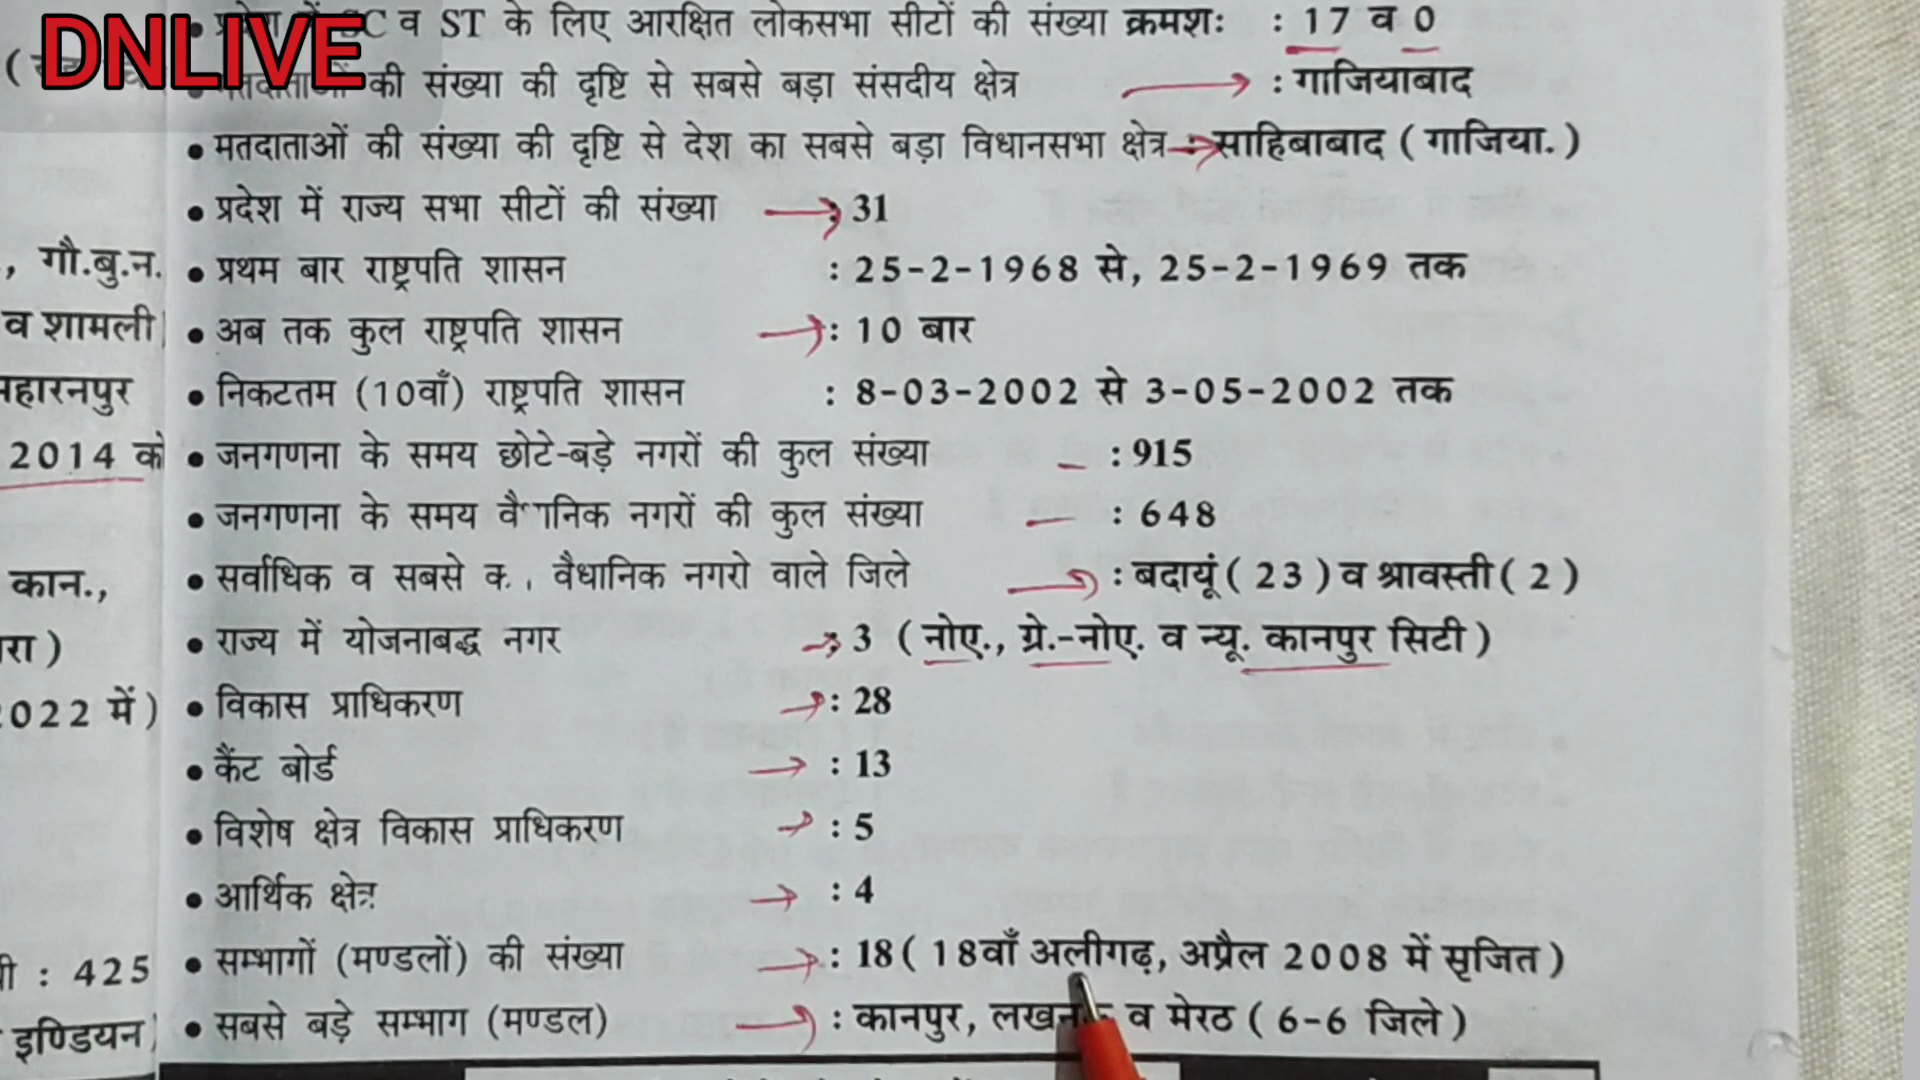 DNLIVE
SC व ST के लिए आरक्षित लोकसभा सीटों की संख्या क्रमशः : 17 व 0
की संख्या की दृष्टि से सबसे बड़ा संसदीय क्षेत्र : गाजियाबाद
• मतदाताओं की संख्या की दृष्टि से देश का सबसे बड़ा विधानसभा क्षेत्र : साहिबाबाद ( गाजिया. )
• प्रदेश में राज्य सभा सीटों की संख्या : 31
• प्रथम बार राष्ट्रपति शासन : 25-2-1968 से, 25-2-1969 तक
• अब तक कुल राष्ट्रपति शासन : 10 बार
• निकटतम (10वाँ) राष्ट्रपति शासन : 8-03-2002 से 3-05-2002 तक
• जनगणना के समय छोटे-बड़े नगरों की कुल संख्या : 915
• जनगणना के समय नगरों की कुल संख्या : 648
• सर्वाधिक व सबसे वैधानिक नगरो वाले जिले : बदायूं ( 23 ) व श्रावस्ती ( 2 )
• राज्य में योजनाबद्ध नगर : 3 ( नोए., ग्रे.-नोए. व न्यू. कानपुर सिटी )
• विकास प्राधिकरण : 28
• कैंट बोर्ड : 13
• विशेष क्षेत्र विकास प्राधिकरण : 5
• आर्थिक क्षेत्र : 4
• सम्भागों (मण्डलों) की संख्या : 18 ( 18वाँ अलीगढ़, अप्रैल 2008 में सृजित )
• सबसे बड़े सम्भाग (मण्डल) : कानपुर, व मेरठ ( 6-6 जिले )
, गौ.बु.न.
व शामली
2014 को
कान.,
में )
: 425
इण्डियन